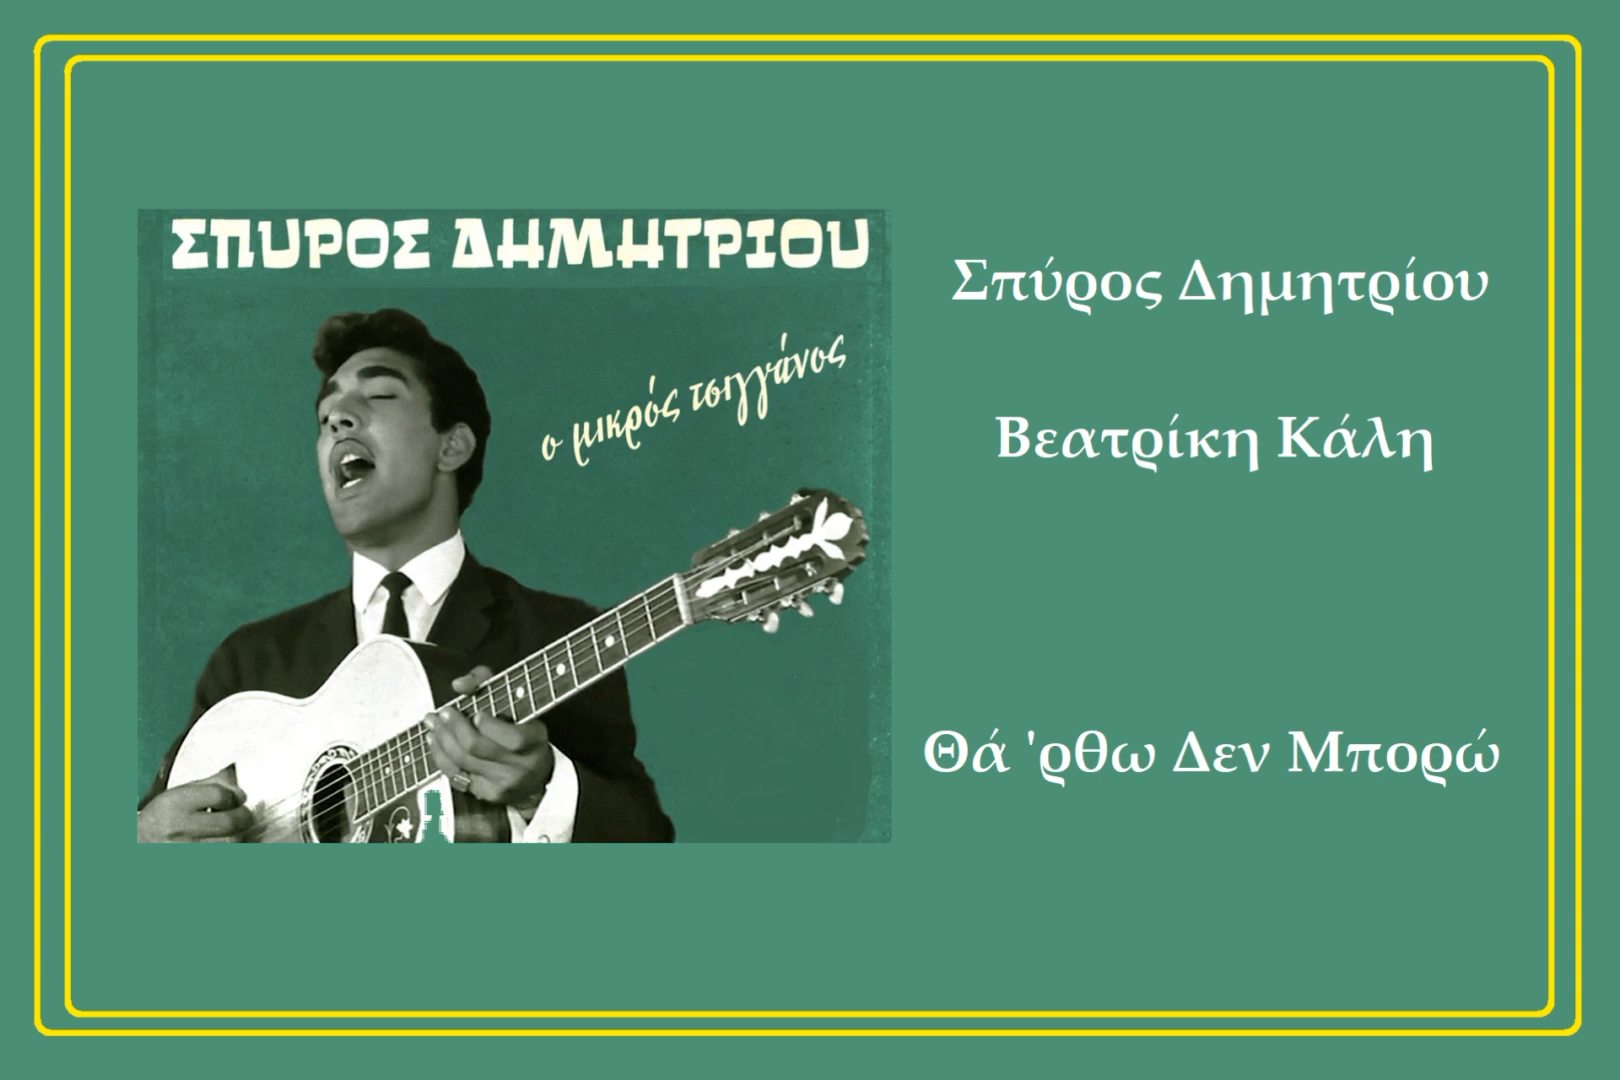 ΣΠΥΡΟΣ ΔΗΜΗΤΡΙΟΥ
ο μικρός τσιγγάνος
Σπύρος Δημητρίου
Βεατρίκη Κάλη
Θά 'ρθω Δεν Μπορώ